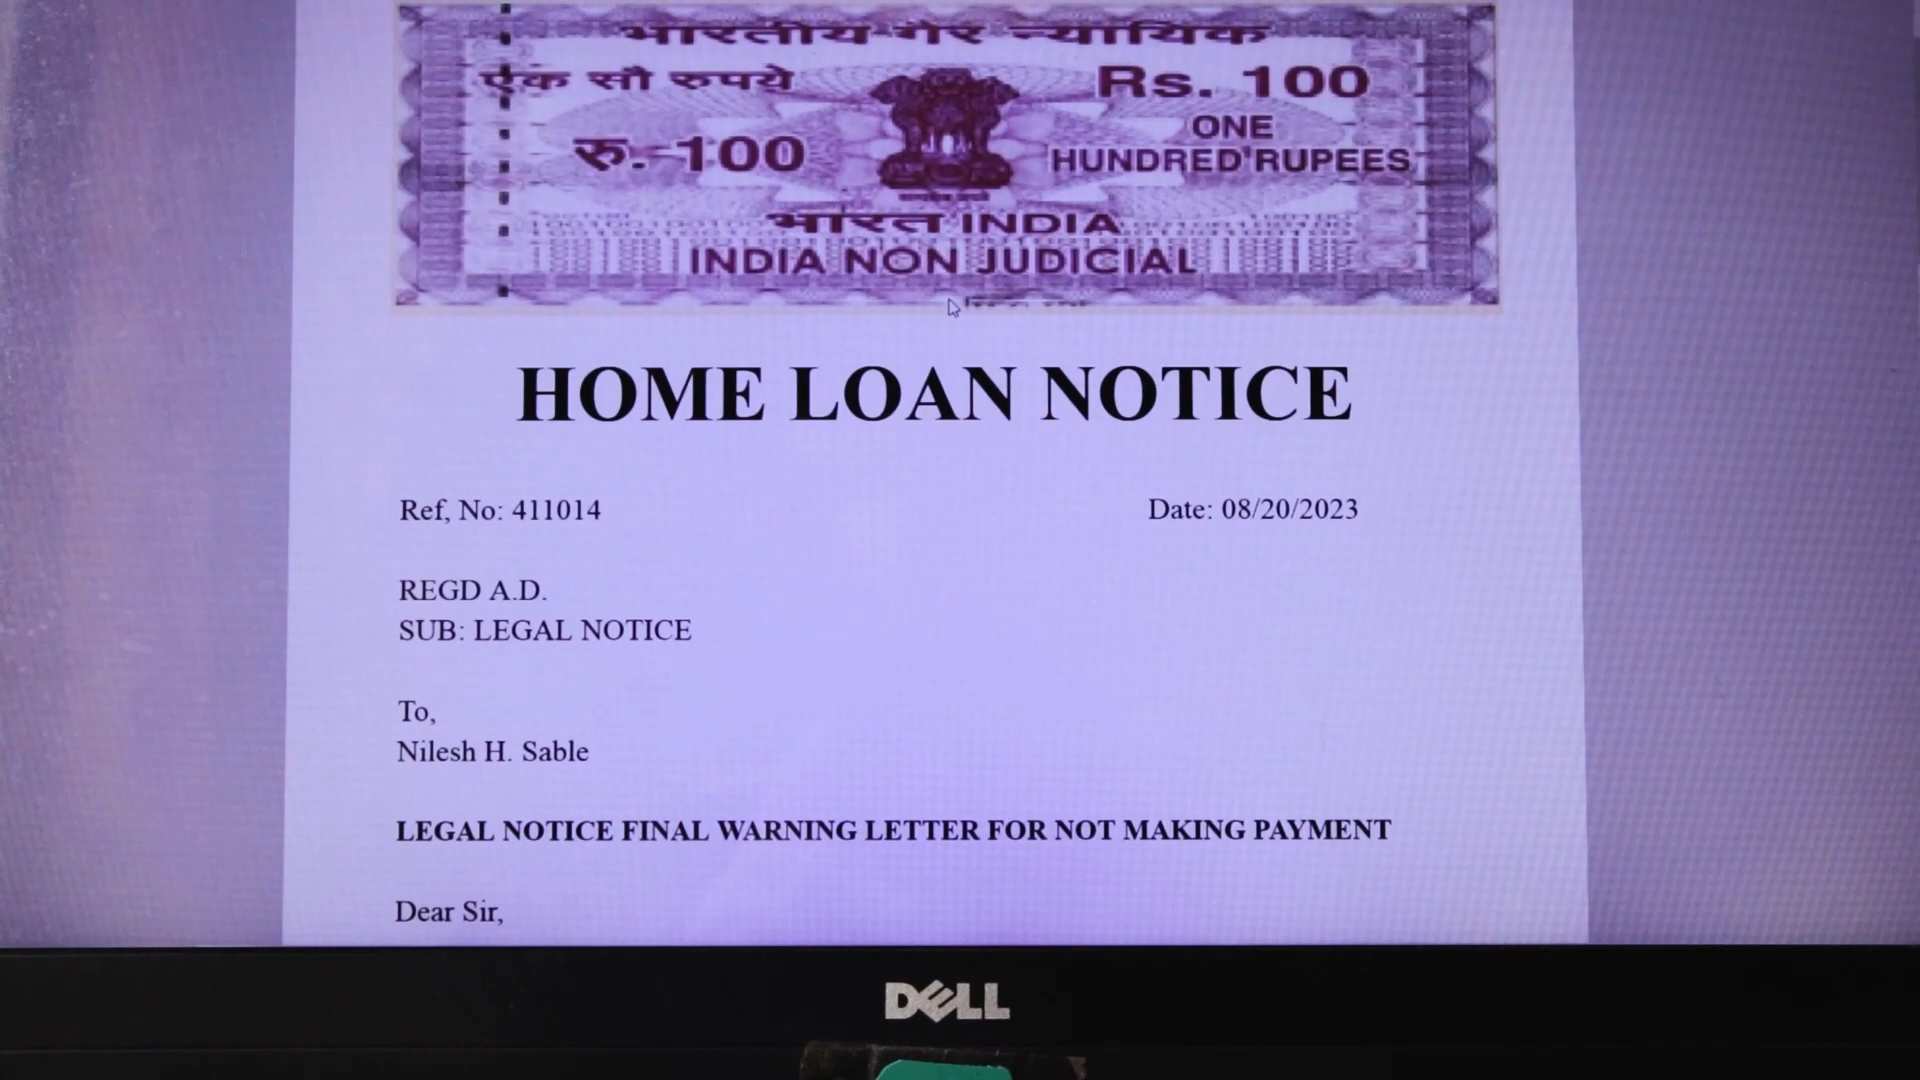 भारतीय गैर न्यायिक
एक सौ रुपये
Rs. 100
रु. 100
ONE
HUNDRED RUPEES
भारत INDIA
INDIA NON JUDICIAL
HOME LOAN NOTICE
Ref, No: 411014
Date: 08/20/2023
REGD A.D.
SUB: LEGAL NOTICE
To,
Nilesh H. Sable
LEGAL NOTICE FINAL WARNING LETTER FOR NOT MAKING PAYMENT
Dear Sir,
DELL